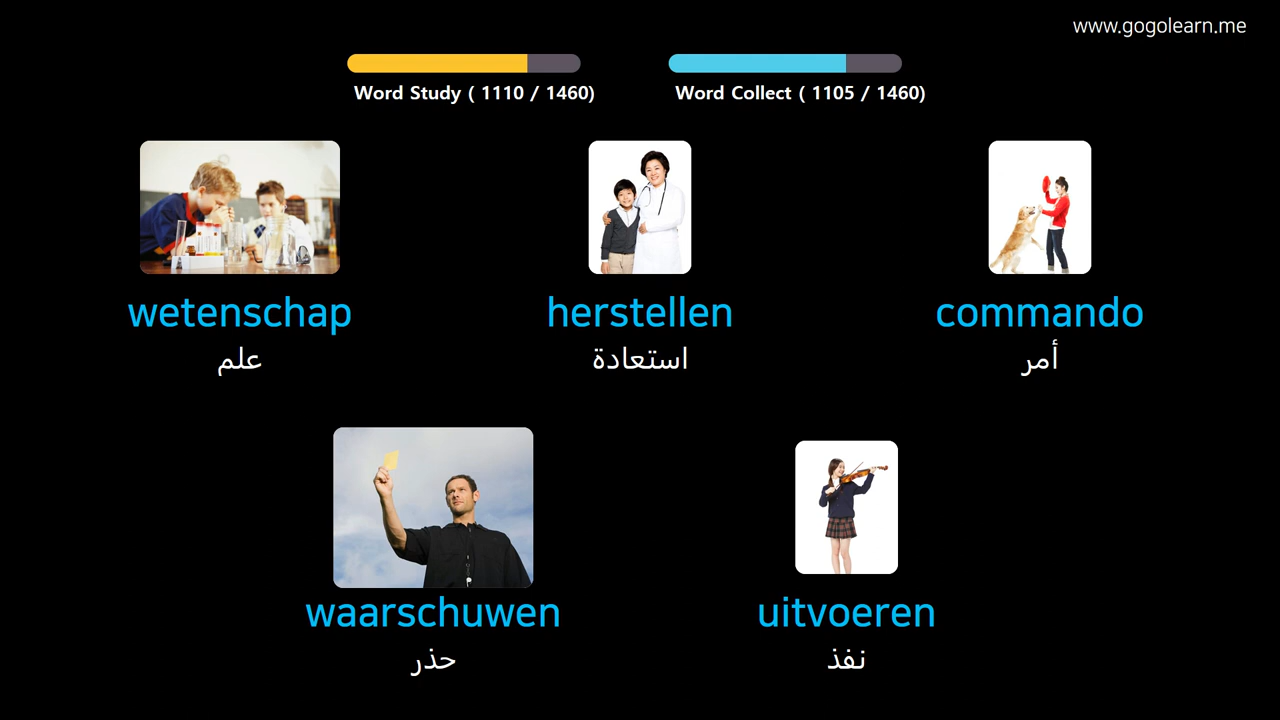 www.gogolearn.me
Word Study ( 1110 / 1460)
Word Collect ( 1105 / 1460)
wetenschap
علم
herstellen
استعادة
commando
أمر
waarschuwen
حذر
uitvoeren
نفذ